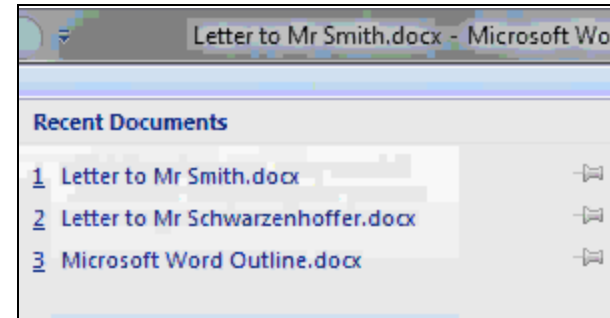 Letter to Mr Smith.docx - Microsoft Wo
Recent Documents
1 Letter to Mr Smith.docx
2 Letter to Mr Schwarzenhoffer.docx
3 Microsoft Word Outline.docx